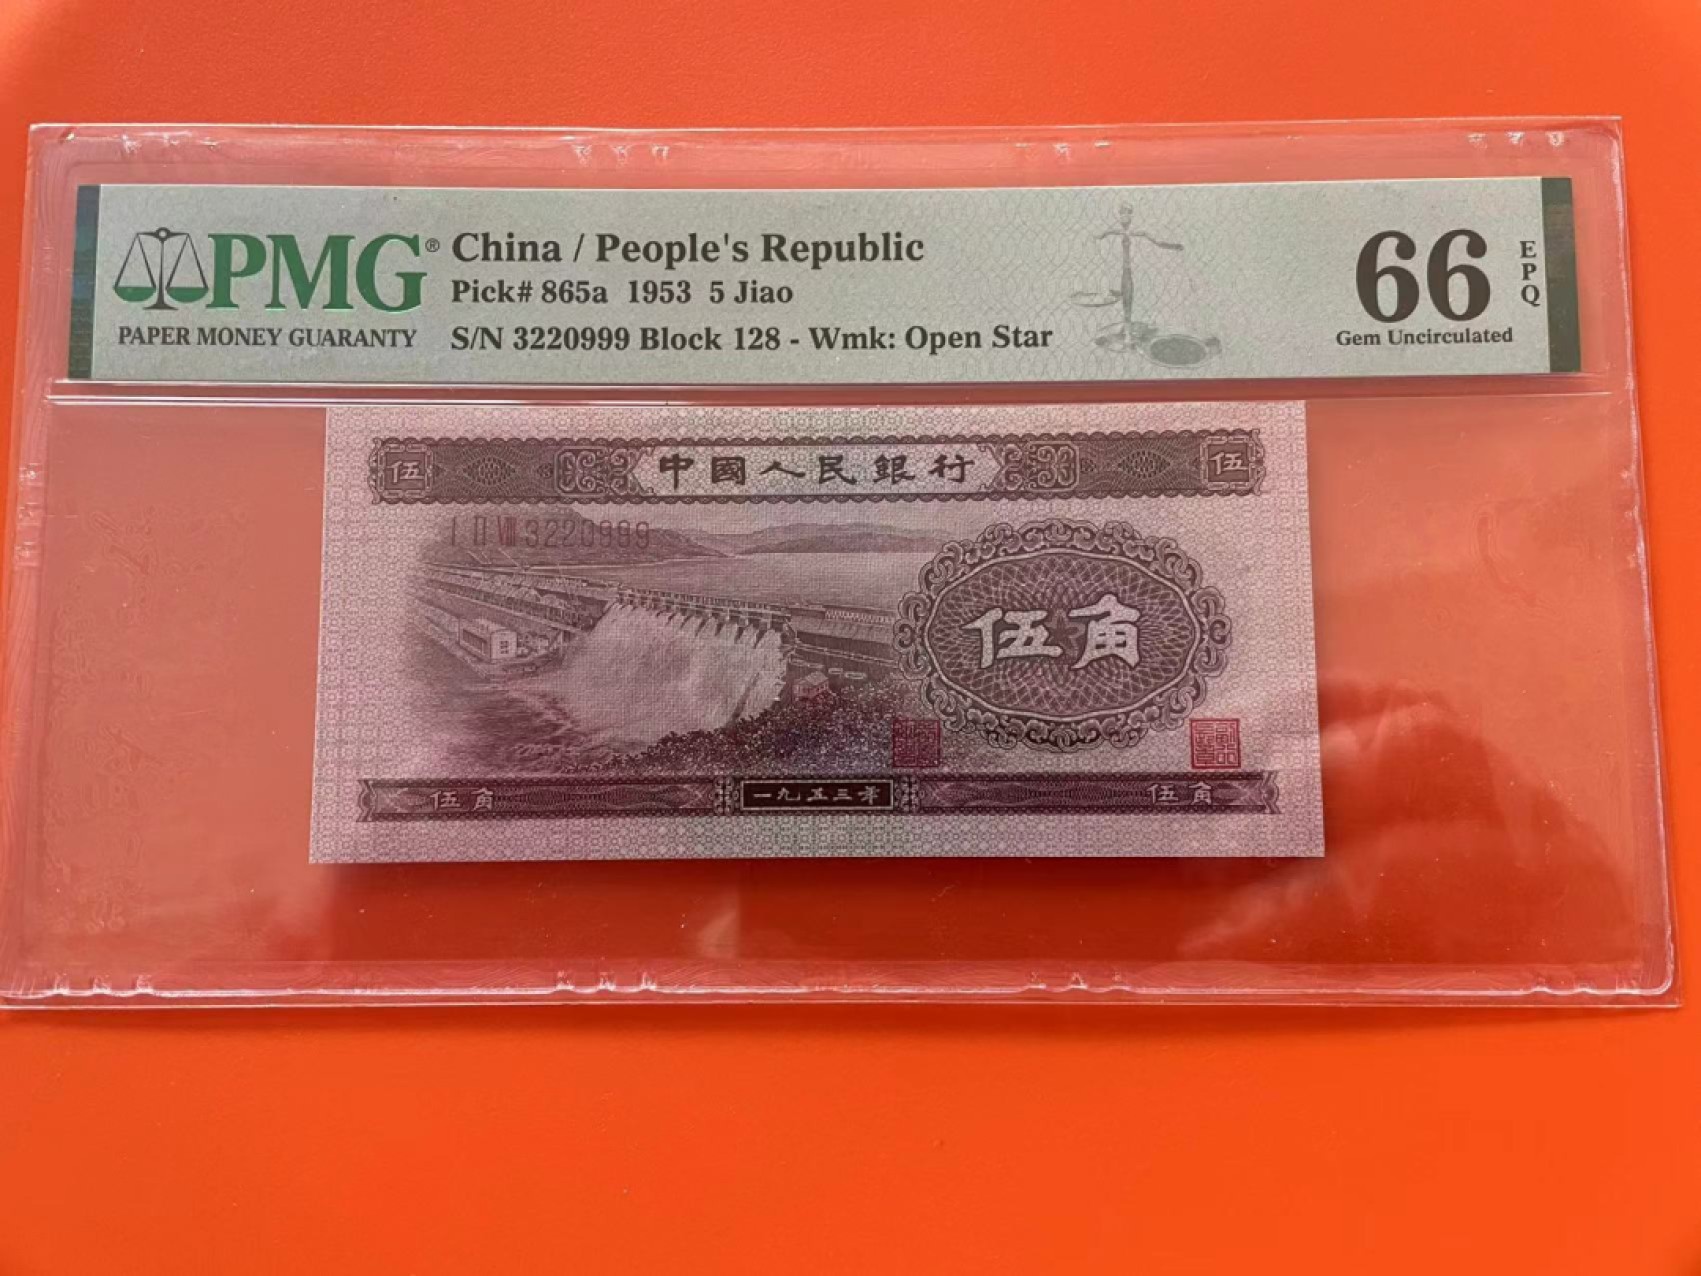 PMG®
PAPER MONEY GUARANTY
China / People's Republic
Pick# 865a 1953 5 Jiao
S/N 3220999 Block 128 - Wmk: Open Star
66
EPQ
Gem Uncirculated
伍 中國人民銀行 伍
I II VIII 3220999
伍角
伍角 一九五三年 伍角